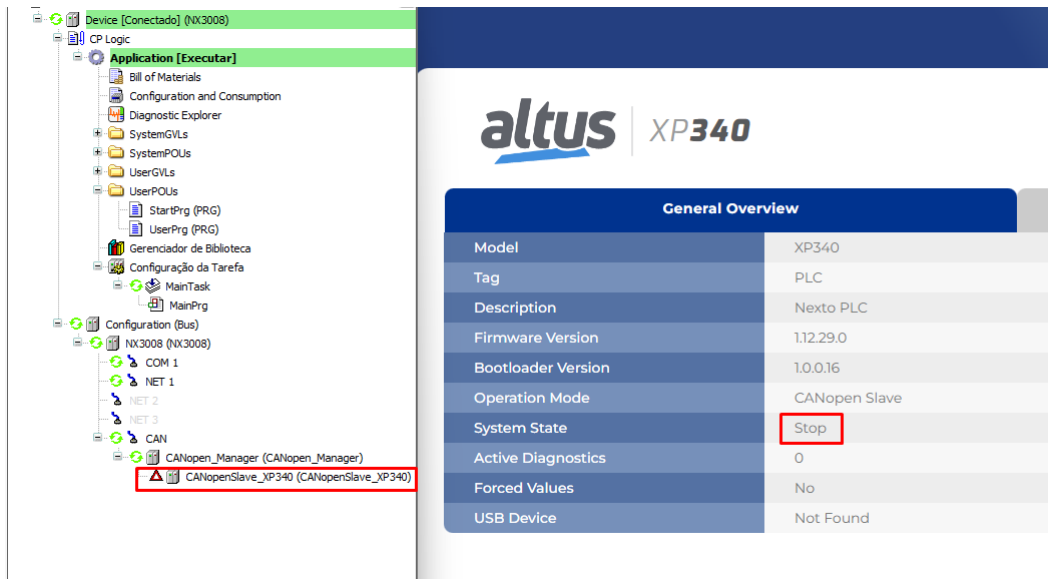 Device [Conectado] (NX3008)
CP Logic
Application [Executar]
Bill of Materials
Configuration and Consumption
Diagnostic Explorer
SystemGVLs
SystemPOUs
UserGVLs
UserPOUs
StartPrg (PRG)
UserPrg (PRG)
Gerenciador de Biblioteca
Configuração da Tarefa
MainTask
MainPrg
Configuration (Bus)
NX3008 (NX3008)
COM 1
NET 1
NET 2
NET 3
CAN
CANopen_Manager (CANopen_Manager)
CANopenSlave_XP340 (CANopenSlave_XP340)
altus XP340
General Overview
Model XP340
Tag PLC
Description Nexto PLC
Firmware Version 1.12.29.0
Bootloader Version 1.0.0.16
Operation Mode CANopen Slave
System State Stop
Active Diagnostics 0
Forced Values No
USB Device Not Found